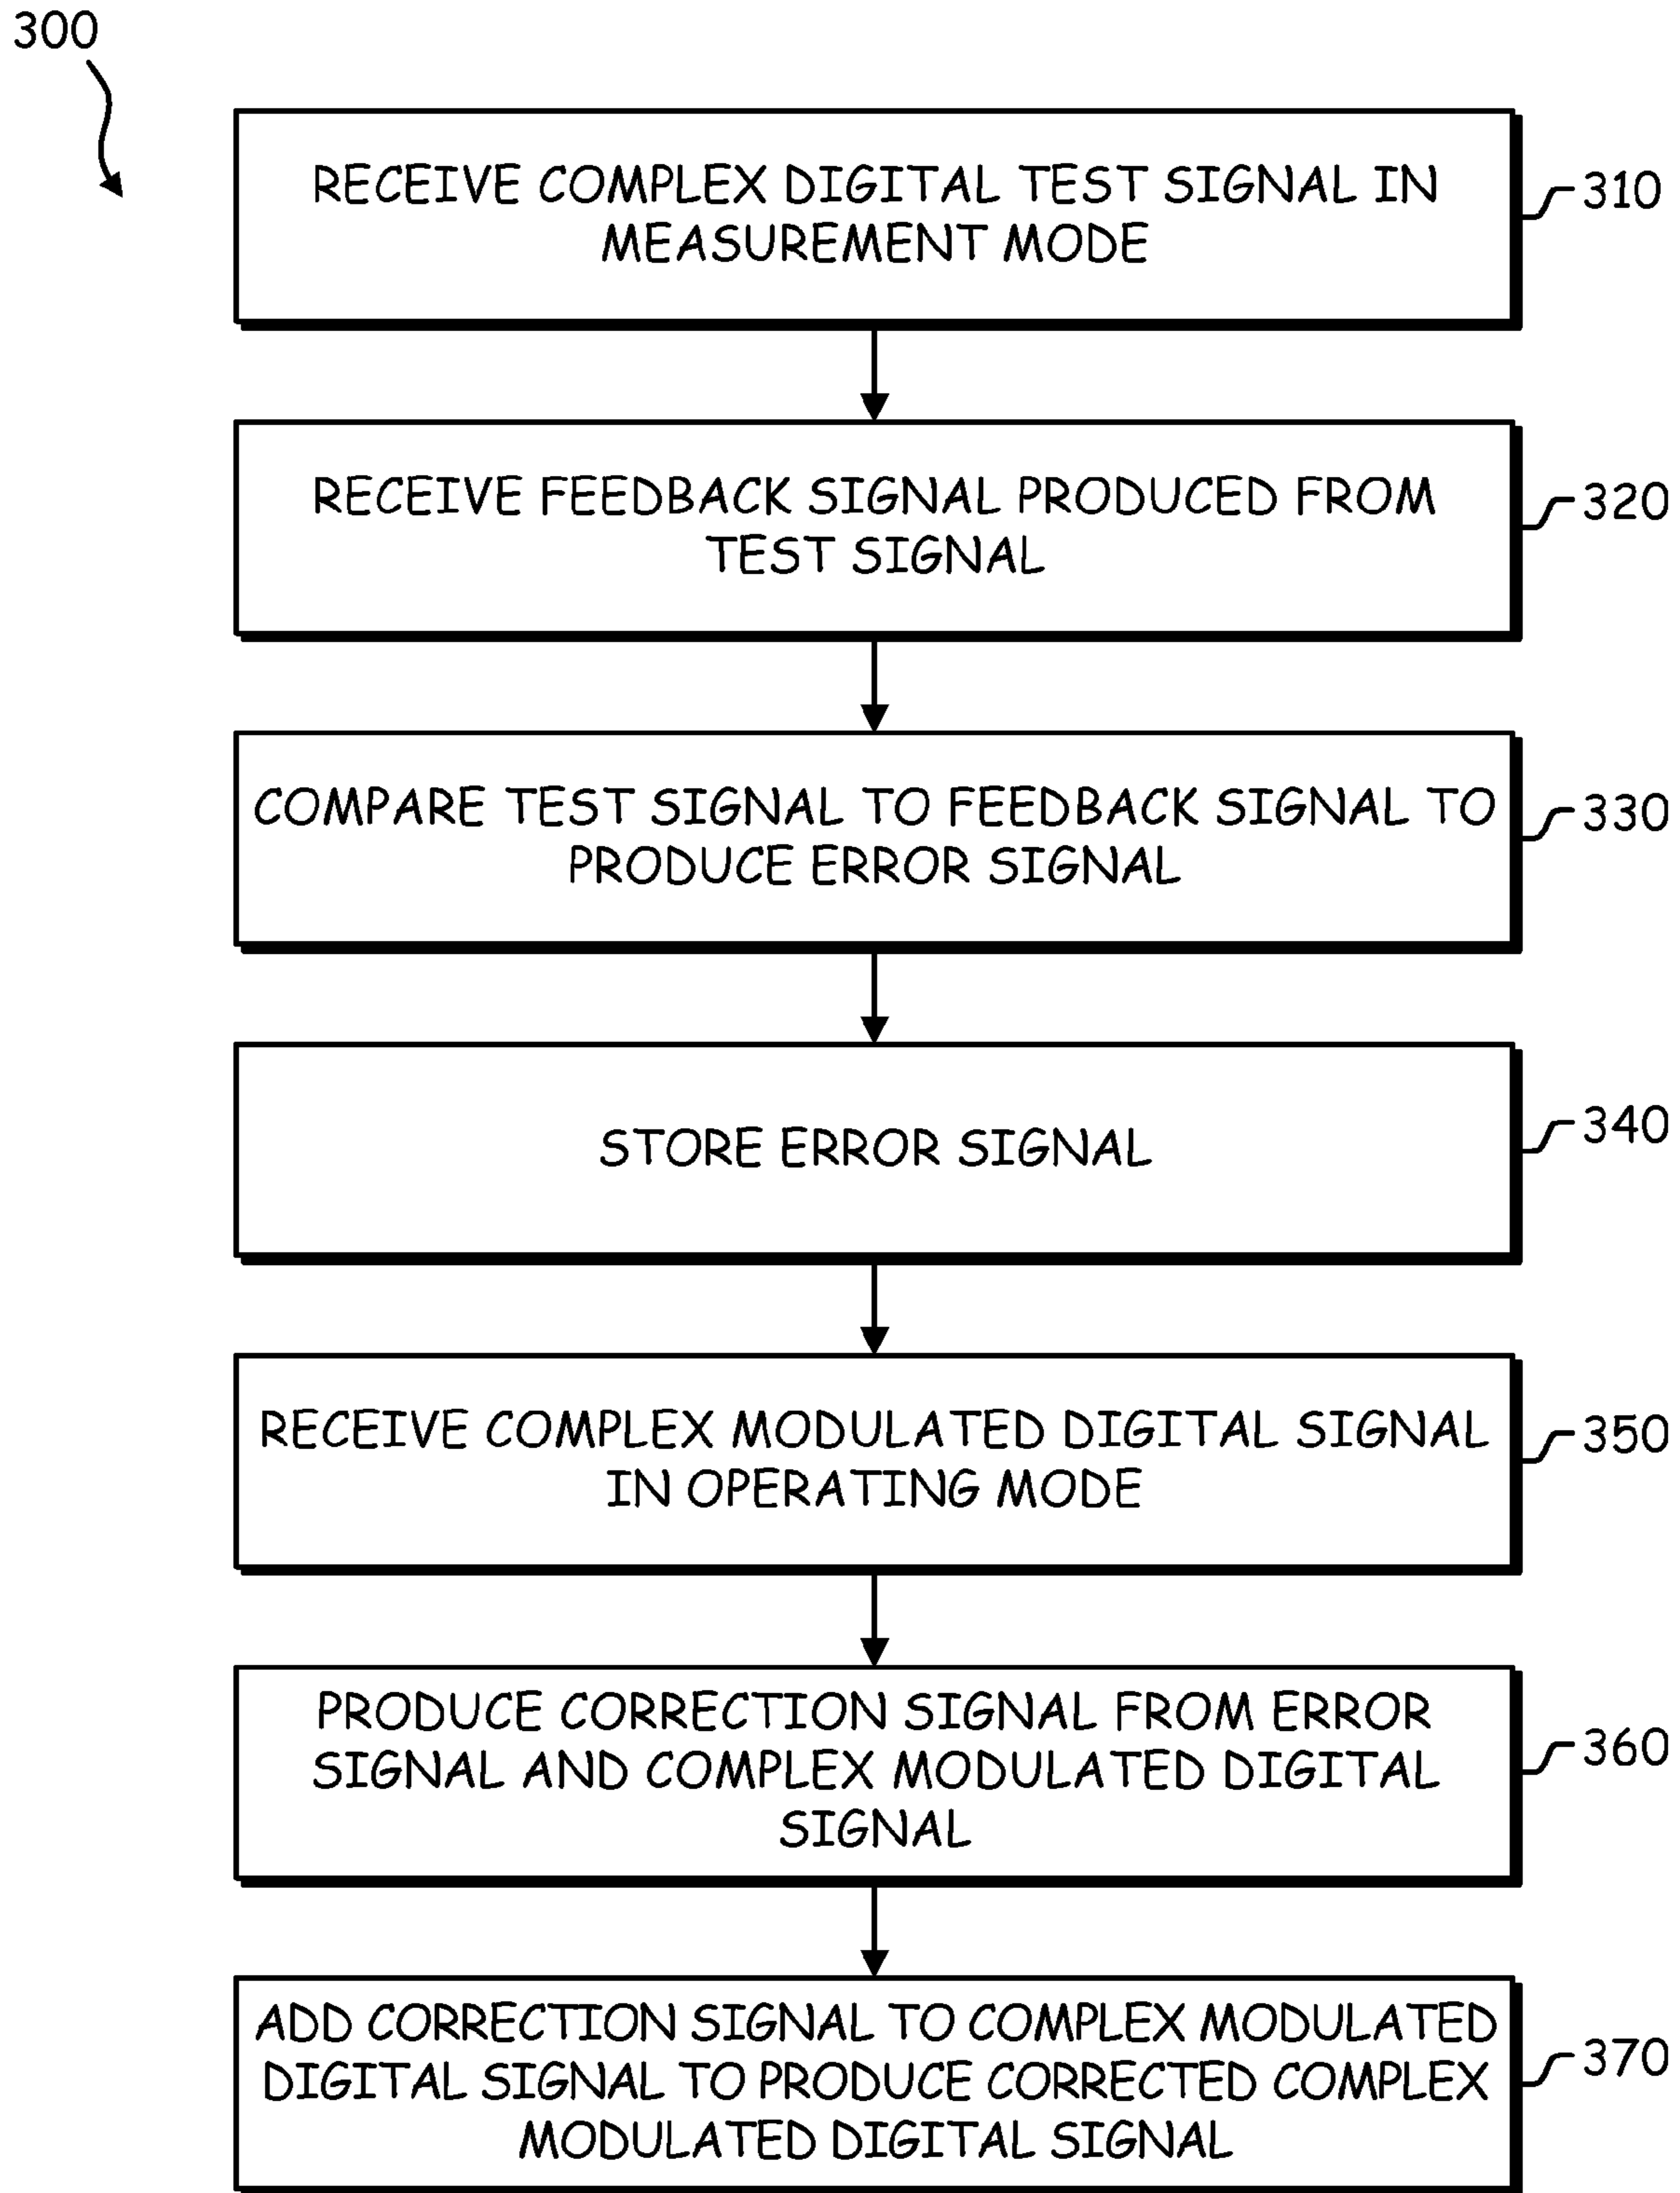 300
RECEIVE COMPLEX DIGITAL TEST SIGNAL IN
MEASUREMENT MODE
310
RECEIVE FEEDBACK SIGNAL PRODUCED FROM
TEST SIGNAL
320
COMPARE TEST SIGNAL TO FEEDBACK SIGNAL TO
PRODUCE ERROR SIGNAL
330
STORE ERROR SIGNAL
340
RECEIVE COMPLEX MODULATED DIGITAL SIGNAL
IN OPERATING MODE
350
PRODUCE CORRECTION SIGNAL FROM ERROR
SIGNAL AND COMPLEX MODULATED DIGITAL
SIGNAL
360
ADD CORRECTION SIGNAL TO COMPLEX MODULATED
DIGITAL SIGNAL TO PRODUCE CORRECTED COMPLEX
MODULATED DIGITAL SIGNAL
370